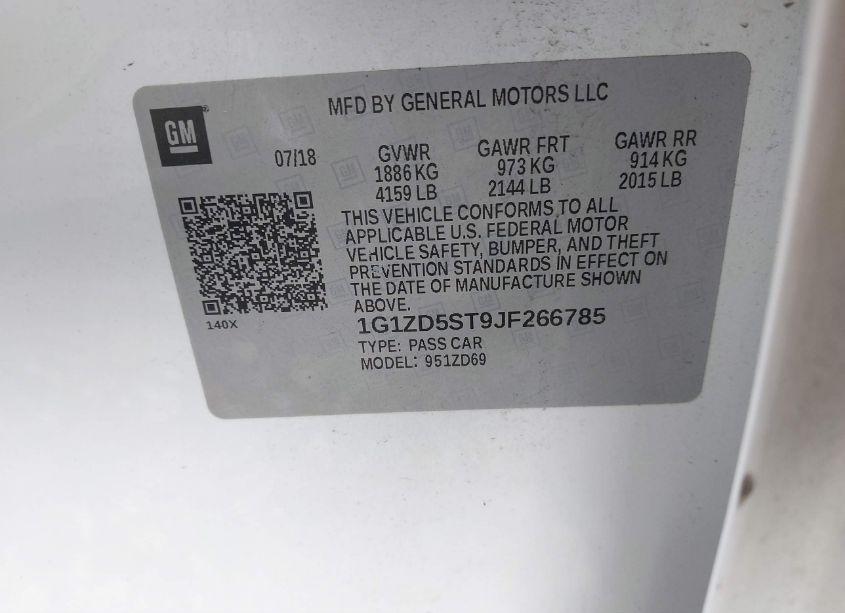 MFD BY GENERAL MOTORS LLC
GM®
07/18
GVWR
1886 KG
4159 LB
GAWR FRT
973 KG
2144 LB
GAWR RR
914 KG
2015 LB
THIS VEHICLE CONFORMS TO ALL
APPLICABLE U.S. FEDERAL MOTOR
VEHICLE SAFETY, BUMPER, AND THEFT
PREVENTION STANDARDS IN EFFECT ON
THE DATE OF MANUFACTURE SHOWN
ABOVE.
140X
1G1ZD5ST9JF266785
TYPE: PASS CAR
MODEL: 951ZD69